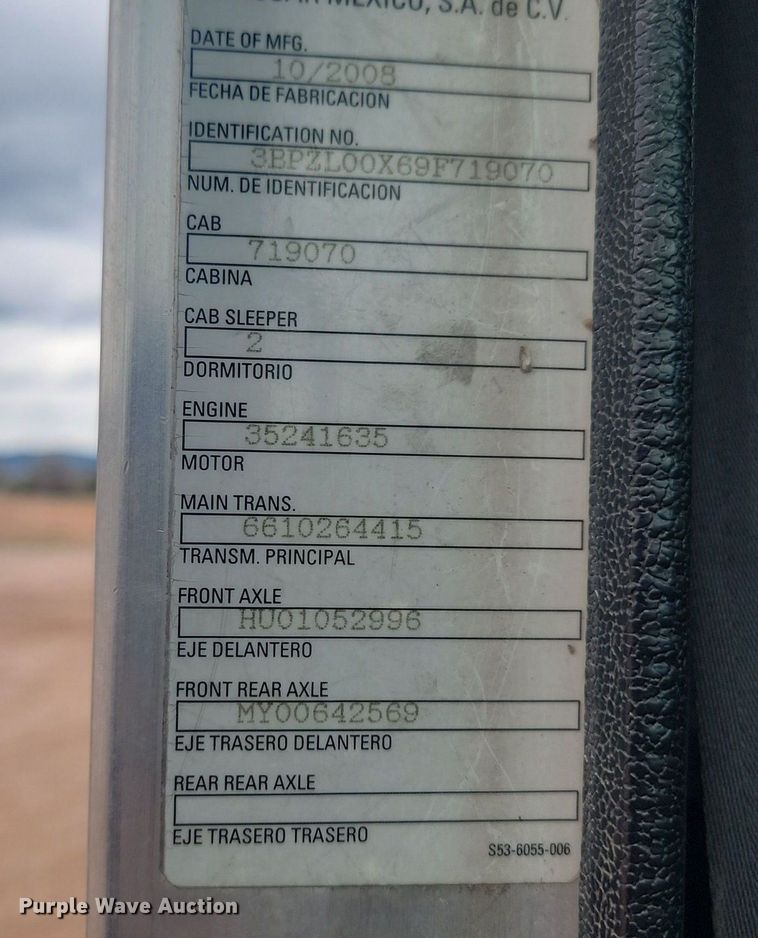 MEXICO, S.A. de C.V.
DATE OF MFG.
10/2008
FECHA DE FABRICACION
IDENTIFICATION NO.
3BPZL00X69F719070
NUM. DE IDENTIFICACION
CAB
719070
CABINA
CAB SLEEPER
2
DORMITORIO
ENGINE
35241635
MOTOR
MAIN TRANS.
6610264415
TRANSM. PRINCIPAL
FRONT AXLE
HU01052996
EJE DELANTERO
FRONT REAR AXLE
MY00642569
EJE TRASERO DELANTERO
REAR REAR AXLE
EJE TRASERO TRASERO
S53-6055-006
Purple Wave Auction